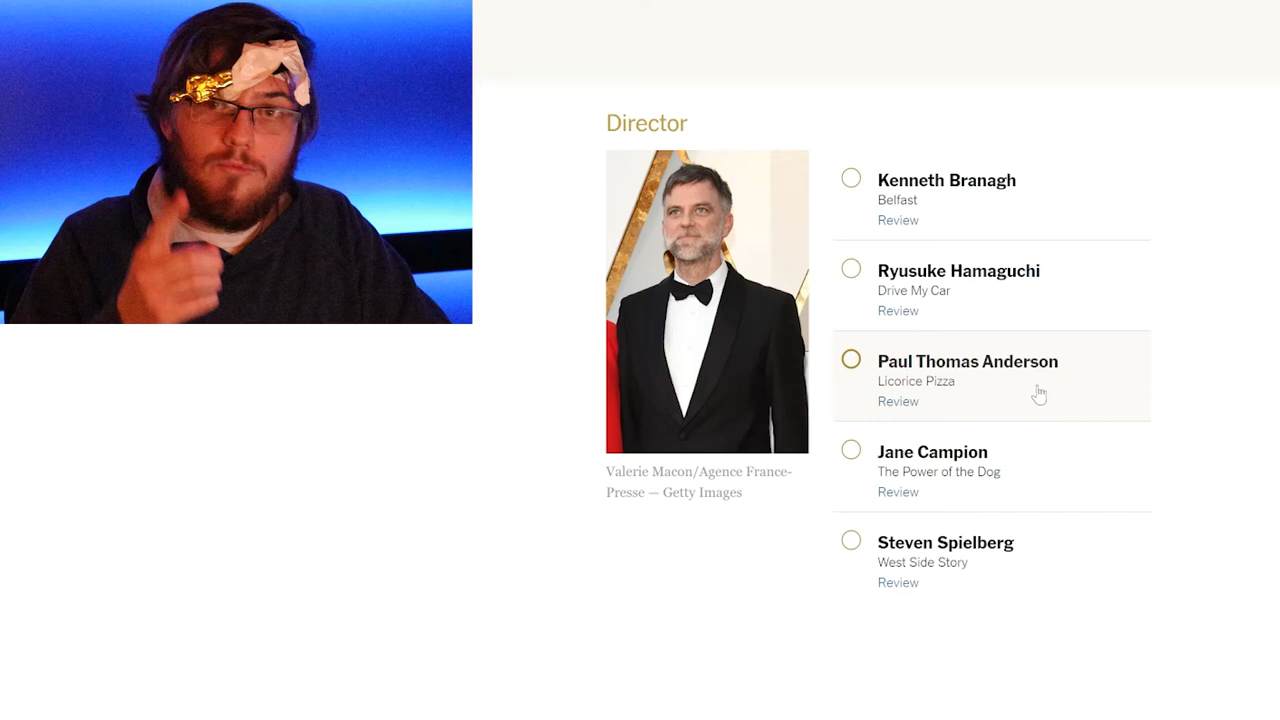 Director
Kenneth Branagh
Belfast
Review
Ryusuke Hamaguchi
Drive My Car
Review
Paul Thomas Anderson
Licorice Pizza
Review
Jane Campion
The Power of the Dog
Review
Steven Spielberg
West Side Story
Review
Valerie Macon/Agence France-
Presse — Getty Images